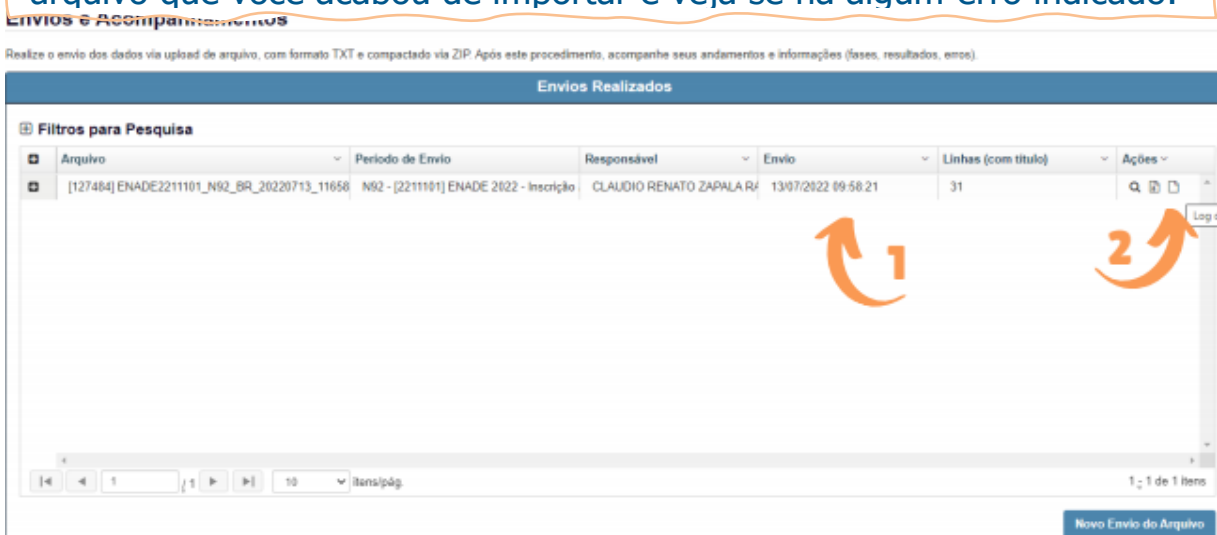 arquivo que você acabou de importar e veja se há algum erro indicado.
Envios e Acompanhamentos
Realize o envio dos dados via upload de arquivo, com formato TXT e compactado via ZIP. Após este procedimento, acompanhe seus andamentos e informações (fases, resultados, erros).
Envios Realizados
Filtros para Pesquisa
Arquivo Período de Envio Responsável Envio Linhas (com título) Ações
[127484] ENADE2211101_N92_BR_20220713_11658 N92 - [2211101] ENADE 2022 - Inscrição CLAUDIO RENATO ZAPALA 13/07/2022 09:58:21 31
Log
1
2
1 / 1 10 itens/pág. 1 - 1 de 1 itens
Novo Envio do Arquivo